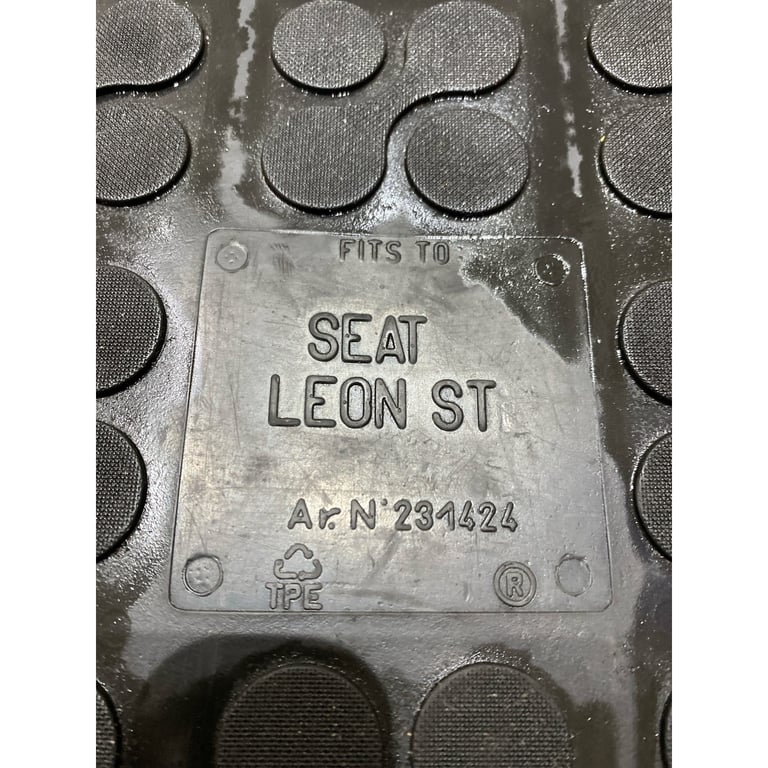 FITS TO:
SEAT
LEON ST
Ar. N° 231424
TPE
®